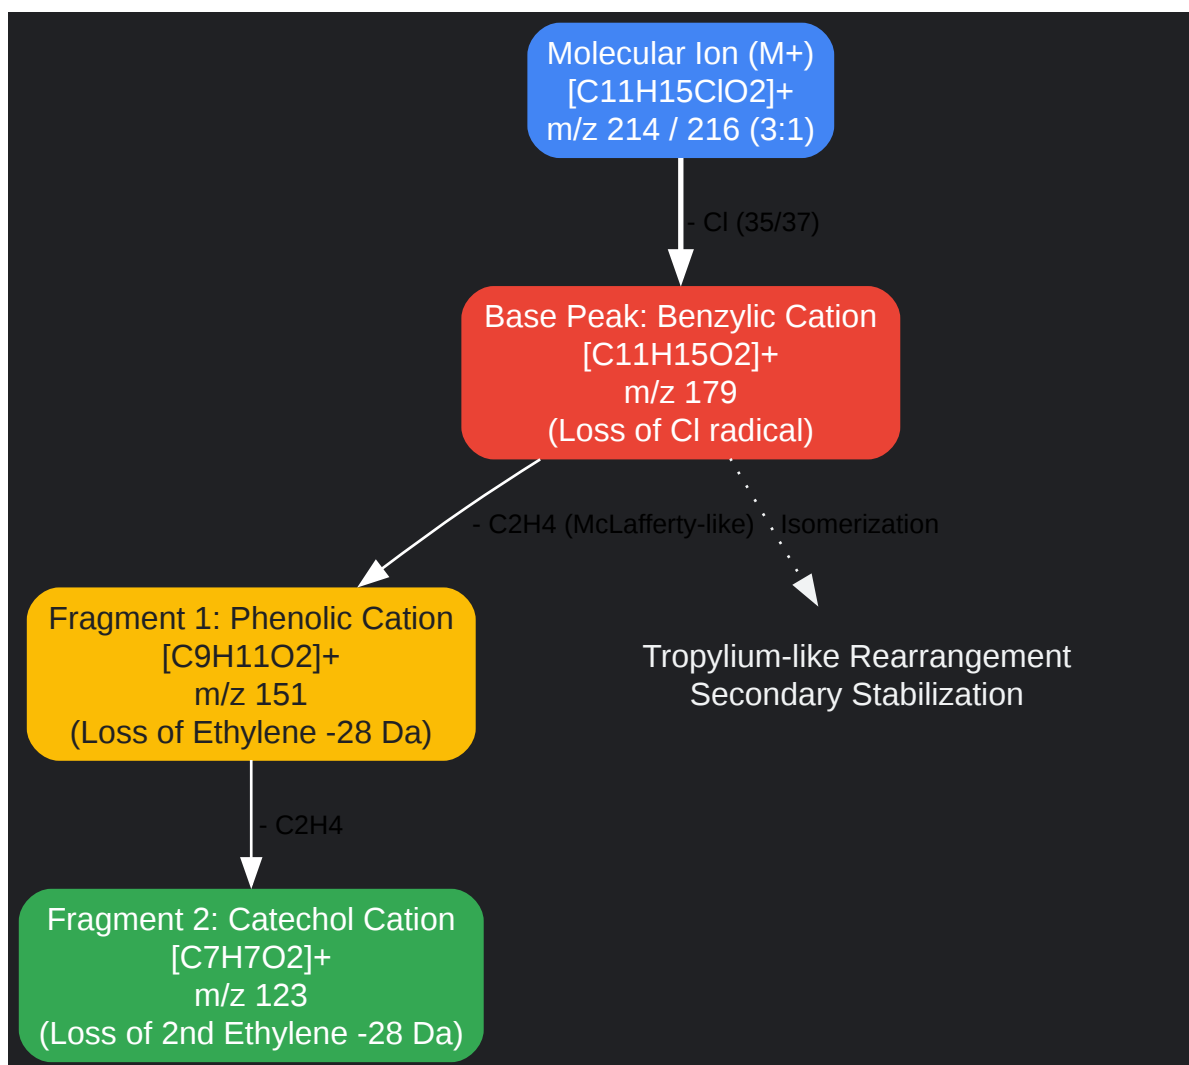 Molecular Ion (M+)
[C11H15ClO2]+
m/z 214 / 216 (3:1)
- Cl (35/37)
Base Peak: Benzylic Cation
[C11H15O2]+
m/z 179
(Loss of Cl radical)
- C2H4 (McLafferty-like)
Isomerization
Fragment 1: Phenolic Cation
[C9H11O2]+
m/z 151
(Loss of Ethylene -28 Da)
Tropylium-like Rearrangement
Secondary Stabilization
- C2H4
Fragment 2: Catechol Cation
[C7H7O2]+
m/z 123
(Loss of 2nd Ethylene -28 Da)